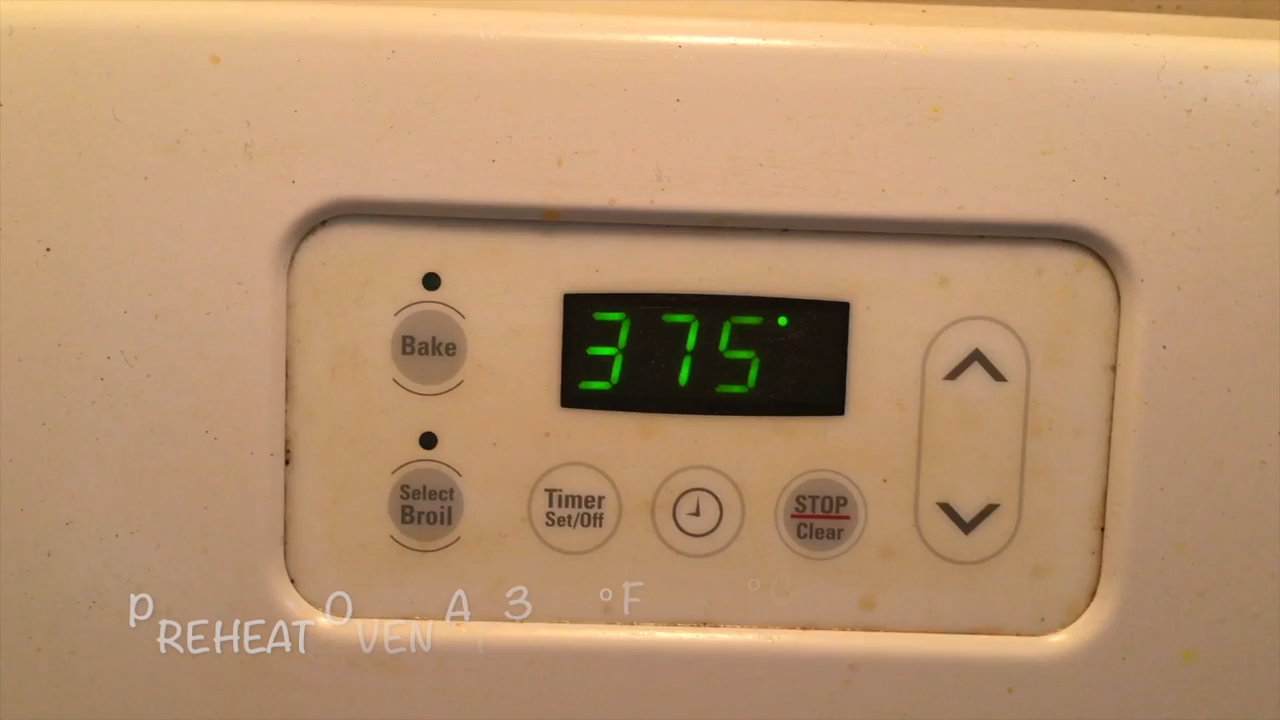 Bake
375°
Select
Broil
Timer
Set/Off
STOP
Clear
PREHEAT OVEN A 3 °F °C